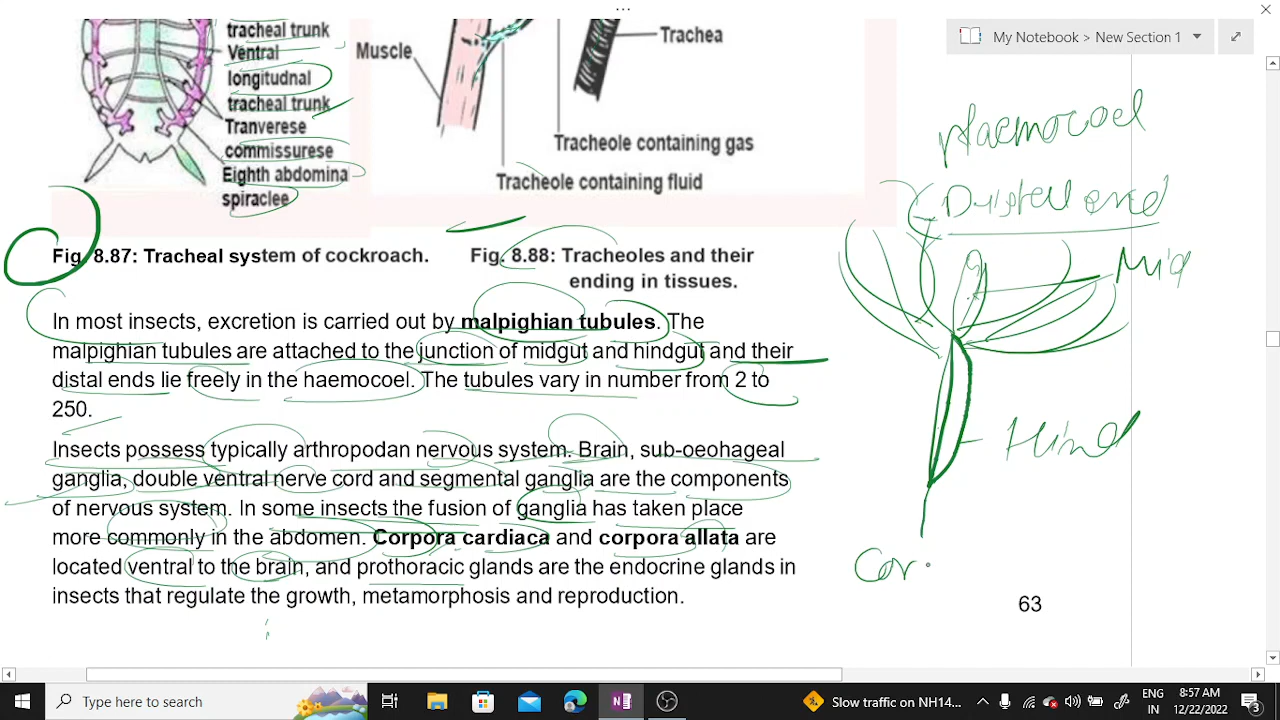 My Notebook > New Section 1
tracheal trunk
Ventral
longitudnal
tracheal trunk
Tranverese
commissurese
Eighth abdomina
spiraclee
Muscle
Trachea
Tracheole containing gas
Tracheole containing fluid
Haemocoel
Distell end
Mid
Hind
Cor
Fig. 8.87: Tracheal system of cockroach.
Fig. 8.88: Tracheoles and their
ending in tissues.
In most insects, excretion is carried out by malpighian tubules. The
malpighian tubules are attached to the junction of midgut and hindgut and their
distal ends lie freely in the haemocoel. The tubules vary in number from 2 to
250.
Insects possess typically arthropodan nervous system. Brain, sub-oeohageal
ganglia, double ventral nerve cord and segmental ganglia are the components
of nervous system. In some insects the fusion of ganglia has taken place
more commonly in the abdomen. Corpora cardiaca and corpora allata are
located ventral to the brain, and prothoracic glands are the endocrine glands in
insects that regulate the growth, metamorphosis and reproduction.
63
Type here to search
Slow traffic on NH14...
ENG
IN
8:57 AM
12/22/2022
3